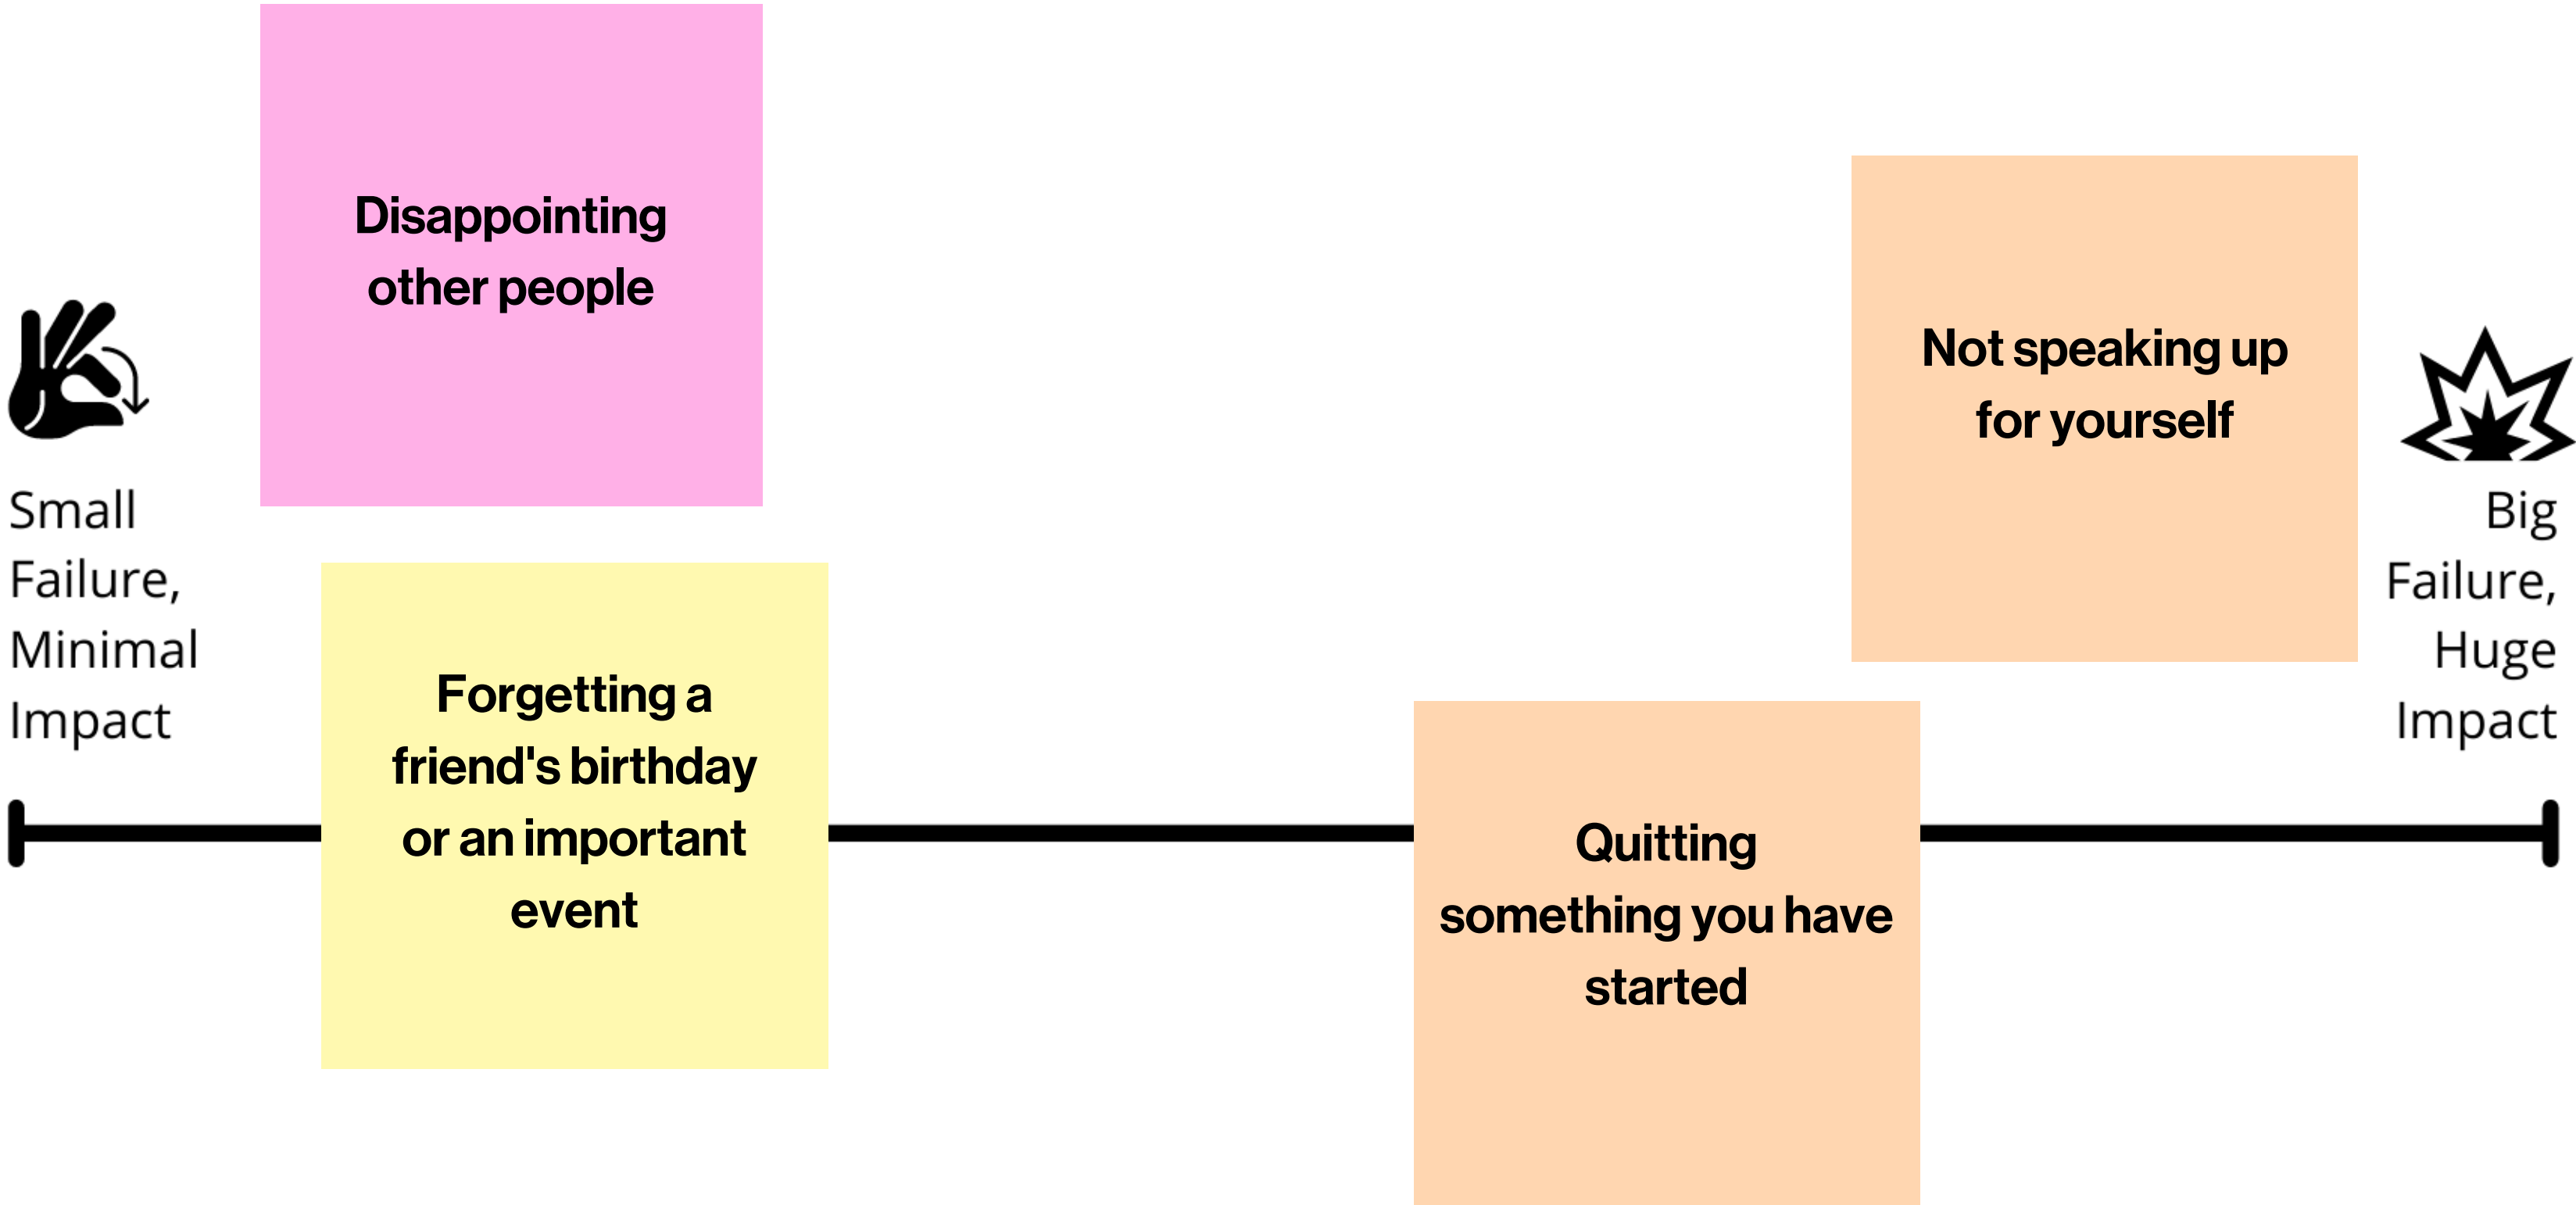 Disappointing
other people
Not speaking up
for yourself
Small
Failure,
Minimal
Impact
Big
Failure,
Huge
Impact
Forgetting a
friend's birthday
or an important
event
Quitting
something you have
started